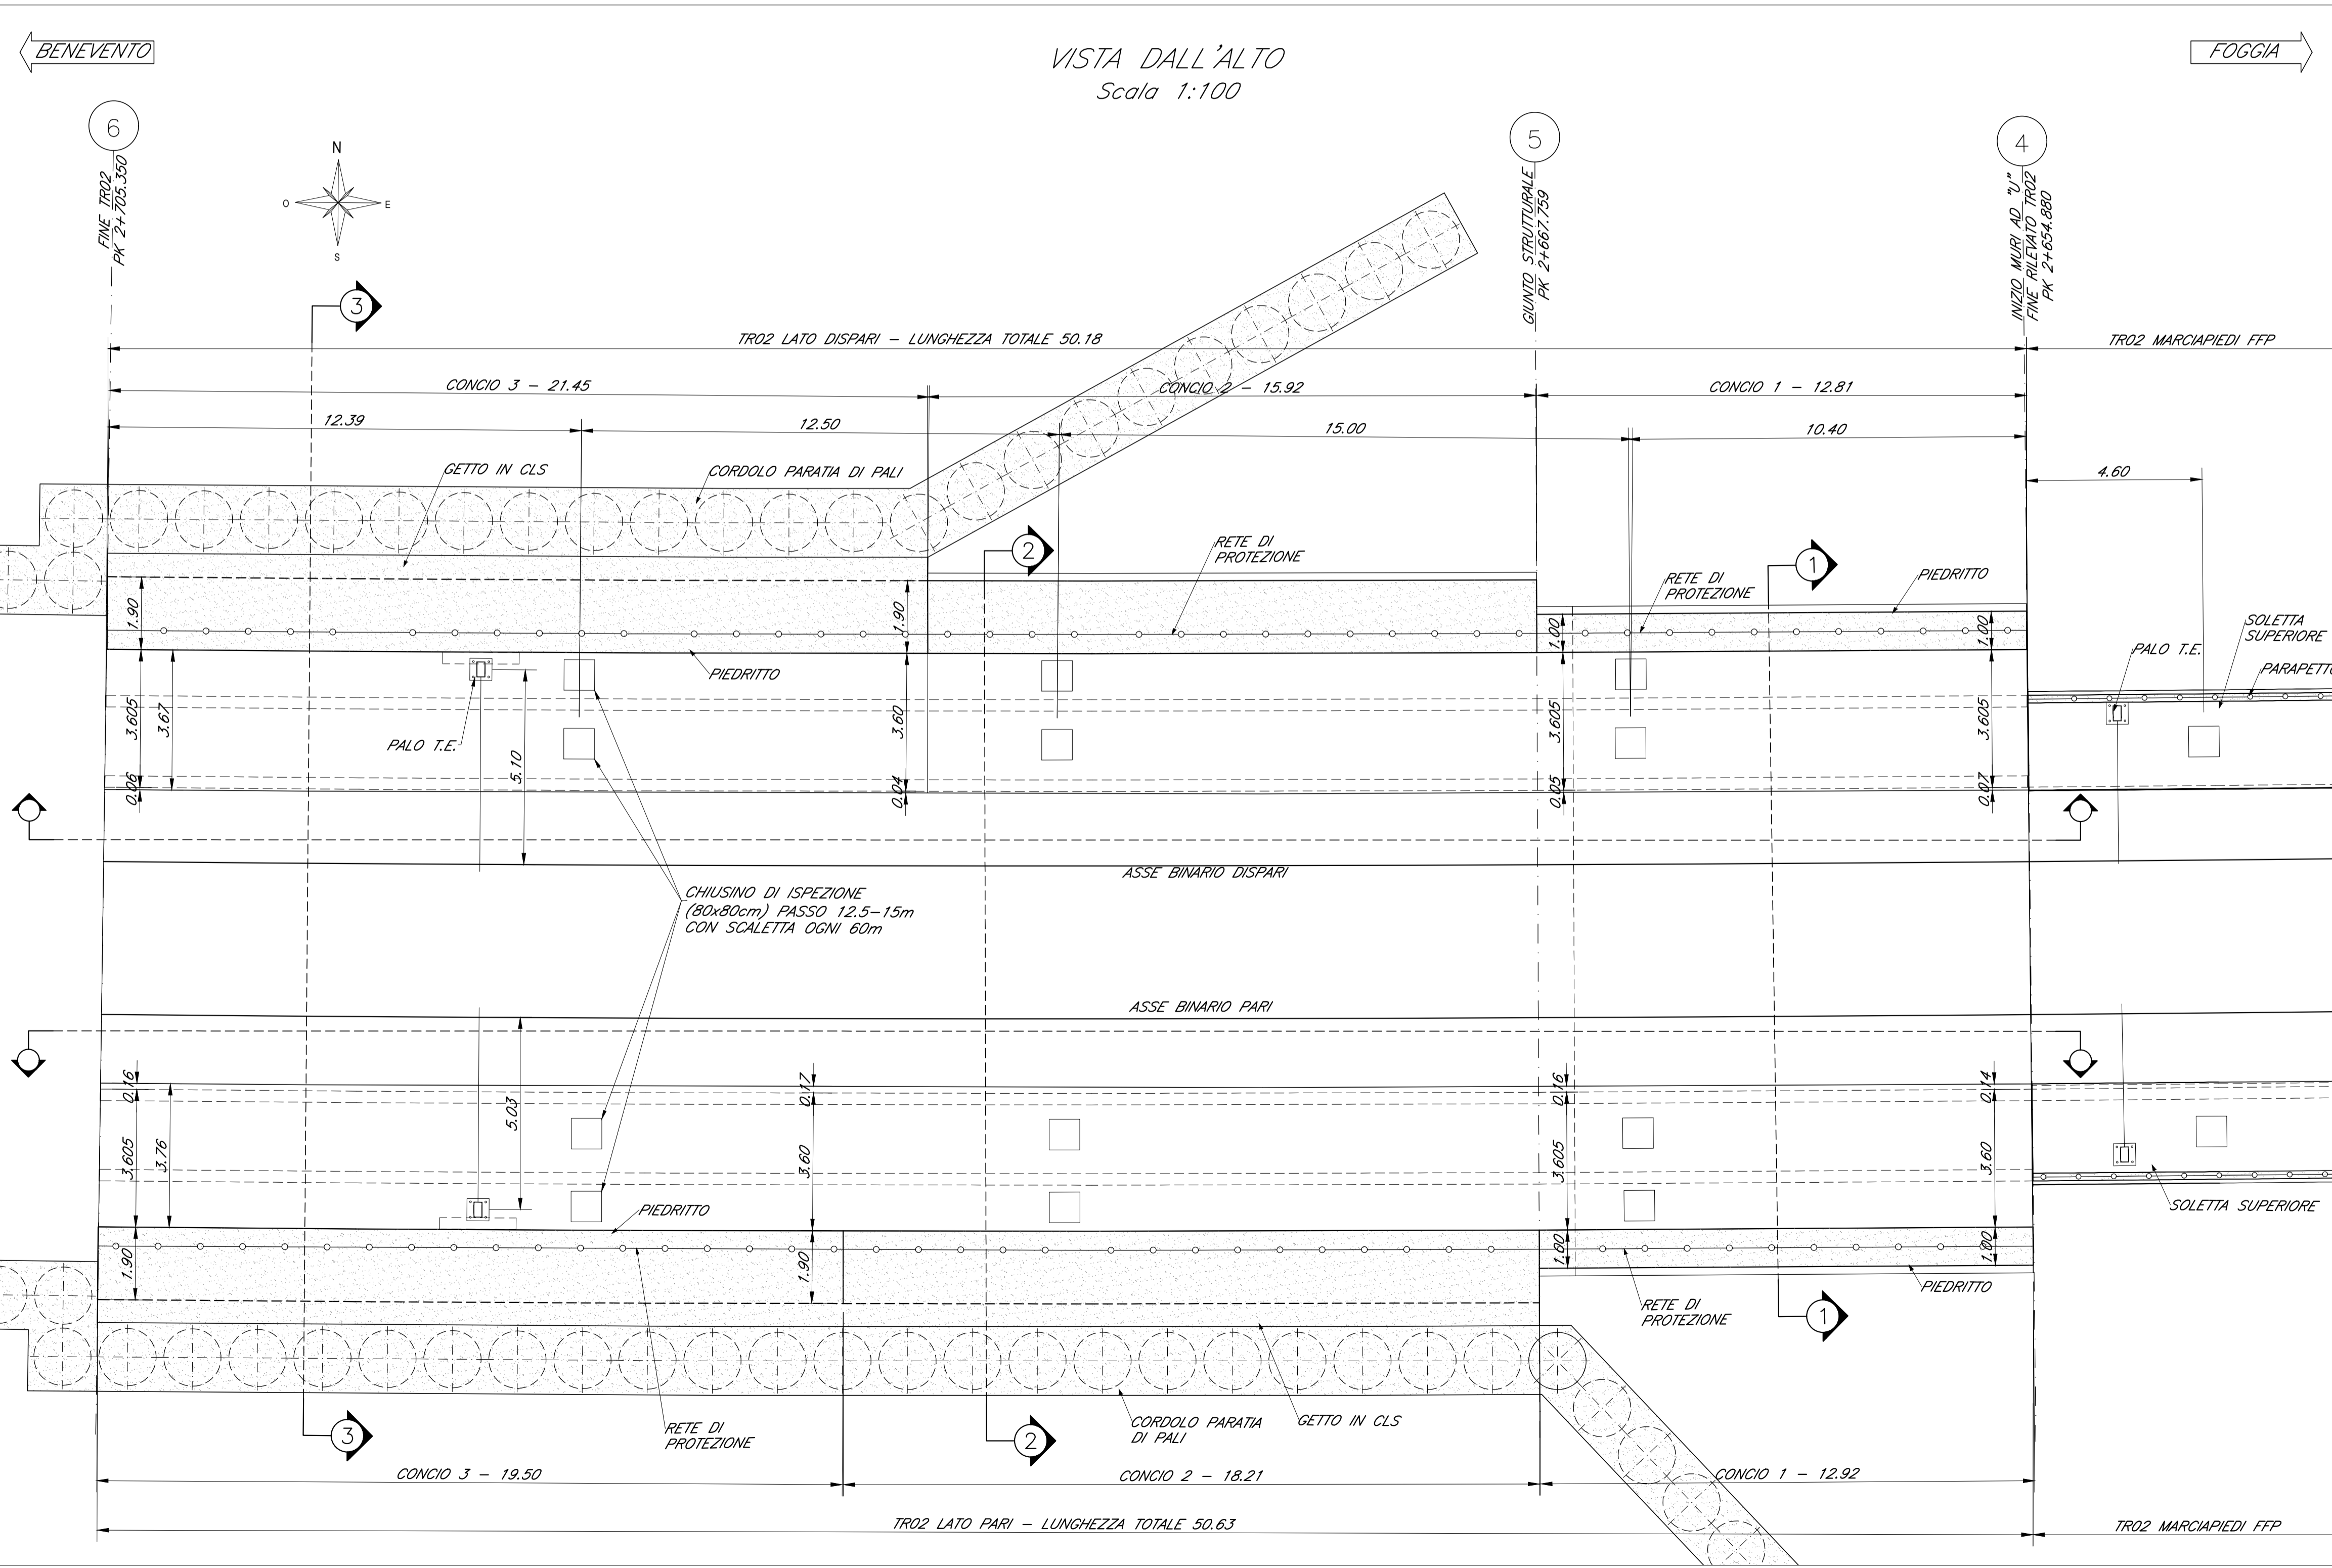 BENEVENTO
VISTA DALL'ALTO
Scala 1:100
FOGGIA
6
FINE TR02
PK 2+705.350
N
O
E
S
5
GIUNTO STRUTTURALE
PK 2+667.759
4
INIZIO MURI AD "U"
FINE RILEVATO TR02
PK 2+654.880
3
TR02 LATO DISPARI - LUNGHEZZA TOTALE 50.18
TR02 MARCIAPIEDI FFP
CONCIO 3 - 21.45
CONCIO 2 - 15.92
CONCIO 1 - 12.81
12.39
12.50
15.00
10.40
4.60
GETTO IN CLS
CORDOLO PARATIA DI PALI
2
RETE DI
PROTEZIONE
1
RETE DI
PROTEZIONE
PIEDRITTO
1.90
1.90
1.00
1.00
SOLETTA
SUPERIORE
PALO T.E.
PARAPETTO
PIEDRITTO
3.605
3.67
PALO T.E.
5.10
3.60
3.605
3.605
0.06
0.04
0.05
0.07
ASSE BINARIO DISPARI
CHIUSINO DI ISPEZIONE
(80x80cm) PASSO 12.5-15m
CON SCALETTA OGNI 60m
ASSE BINARIO PARI
0.16
0.17
0.16
0.14
5.03
3.605
3.76
3.60
3.605
3.60
PIEDRITTO
SOLETTA SUPERIORE
1.90
1.90
1.00
1.00
PIEDRITTO
RETE DI
PROTEZIONE
1
3
RETE DI
PROTEZIONE
2
CORDOLO PARATIA
DI PALI
GETTO IN CLS
CONCIO 3 - 19.50
CONCIO 2 - 18.21
CONCIO 1 - 12.92
TR02 LATO PARI - LUNGHEZZA TOTALE 50.63
TR02 MARCIAPIEDI FFP